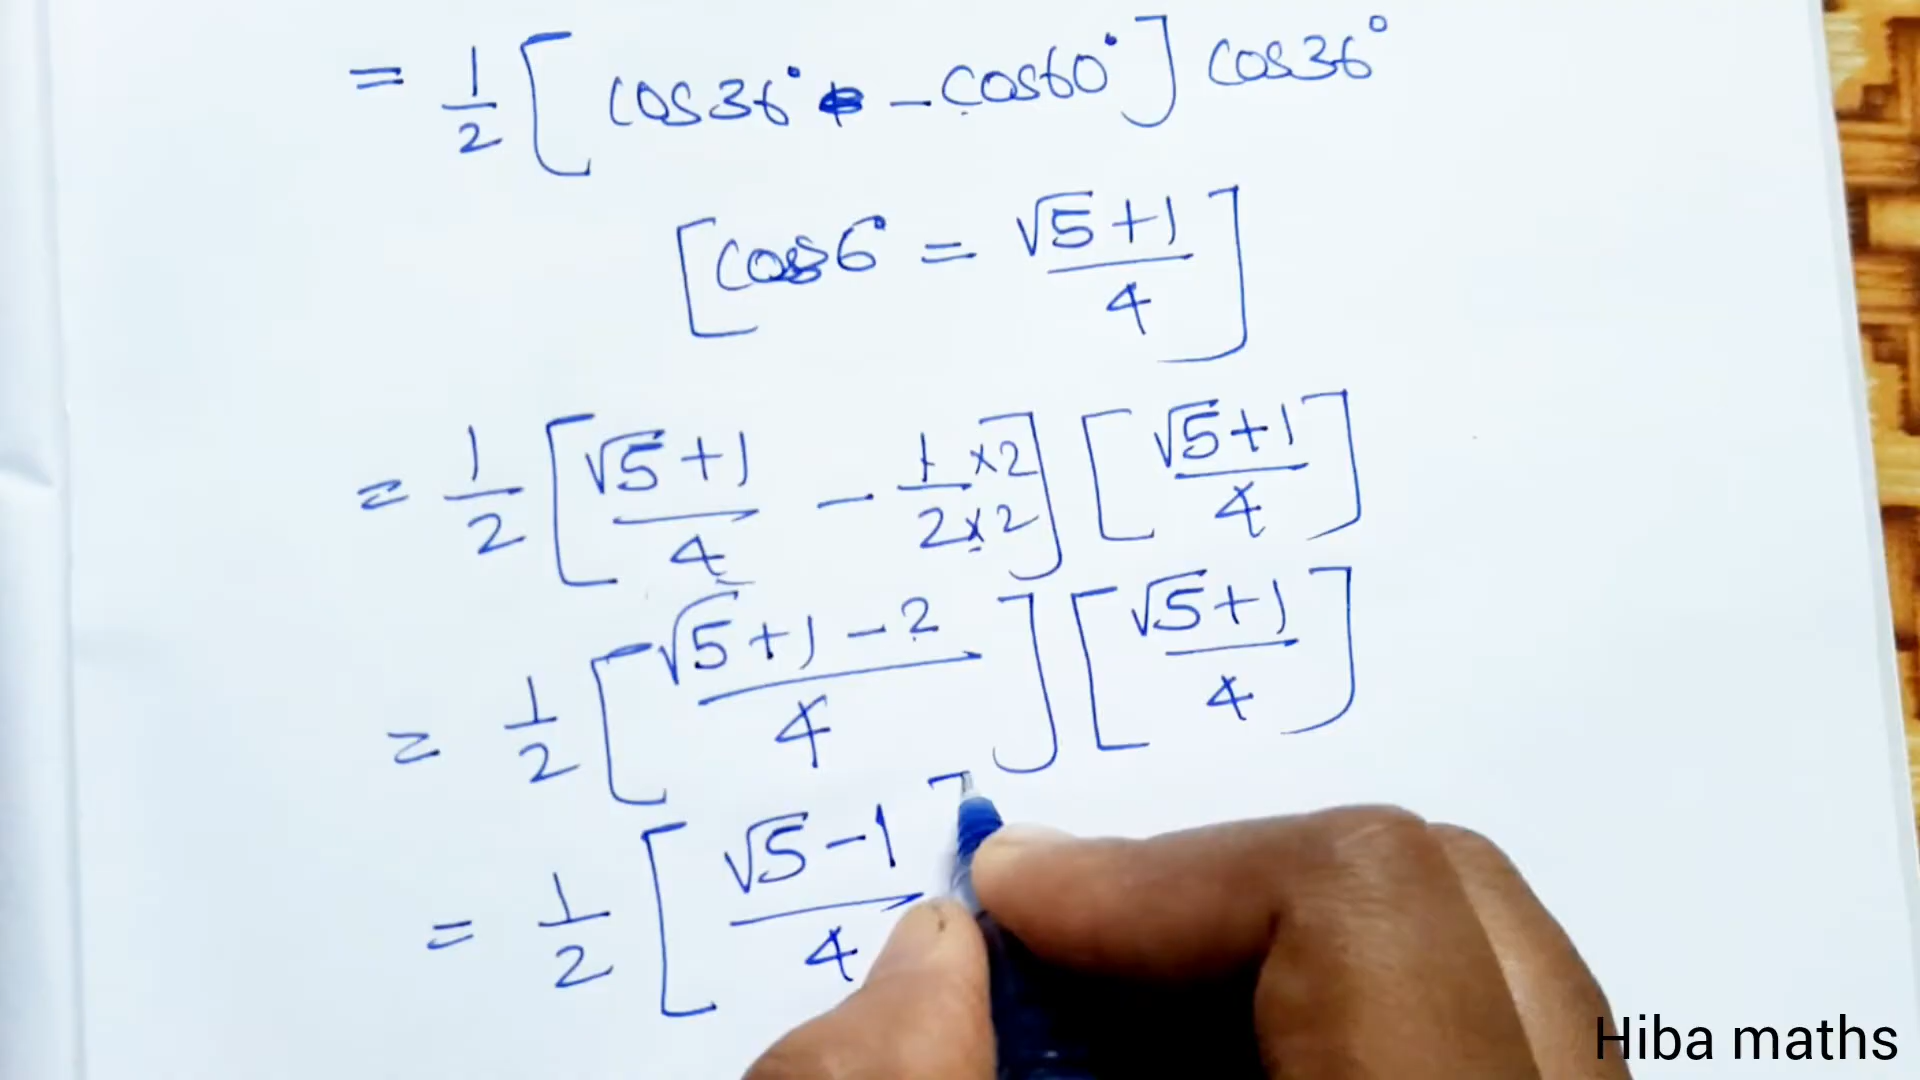 = 1/2 [ cos36° - cos60° ] cos36°
[ cos6° = (√5+1)/4 ]
= 1/2 [ (√5+1)/4 - (1×2)/(2×2) ] [ (√5+1)/4 ]
= 1/2 [ (√5+1-2)/4 ] [ (√5+1)/4 ]
= 1/2 [ (√5-1)/4 ]
Hiba maths